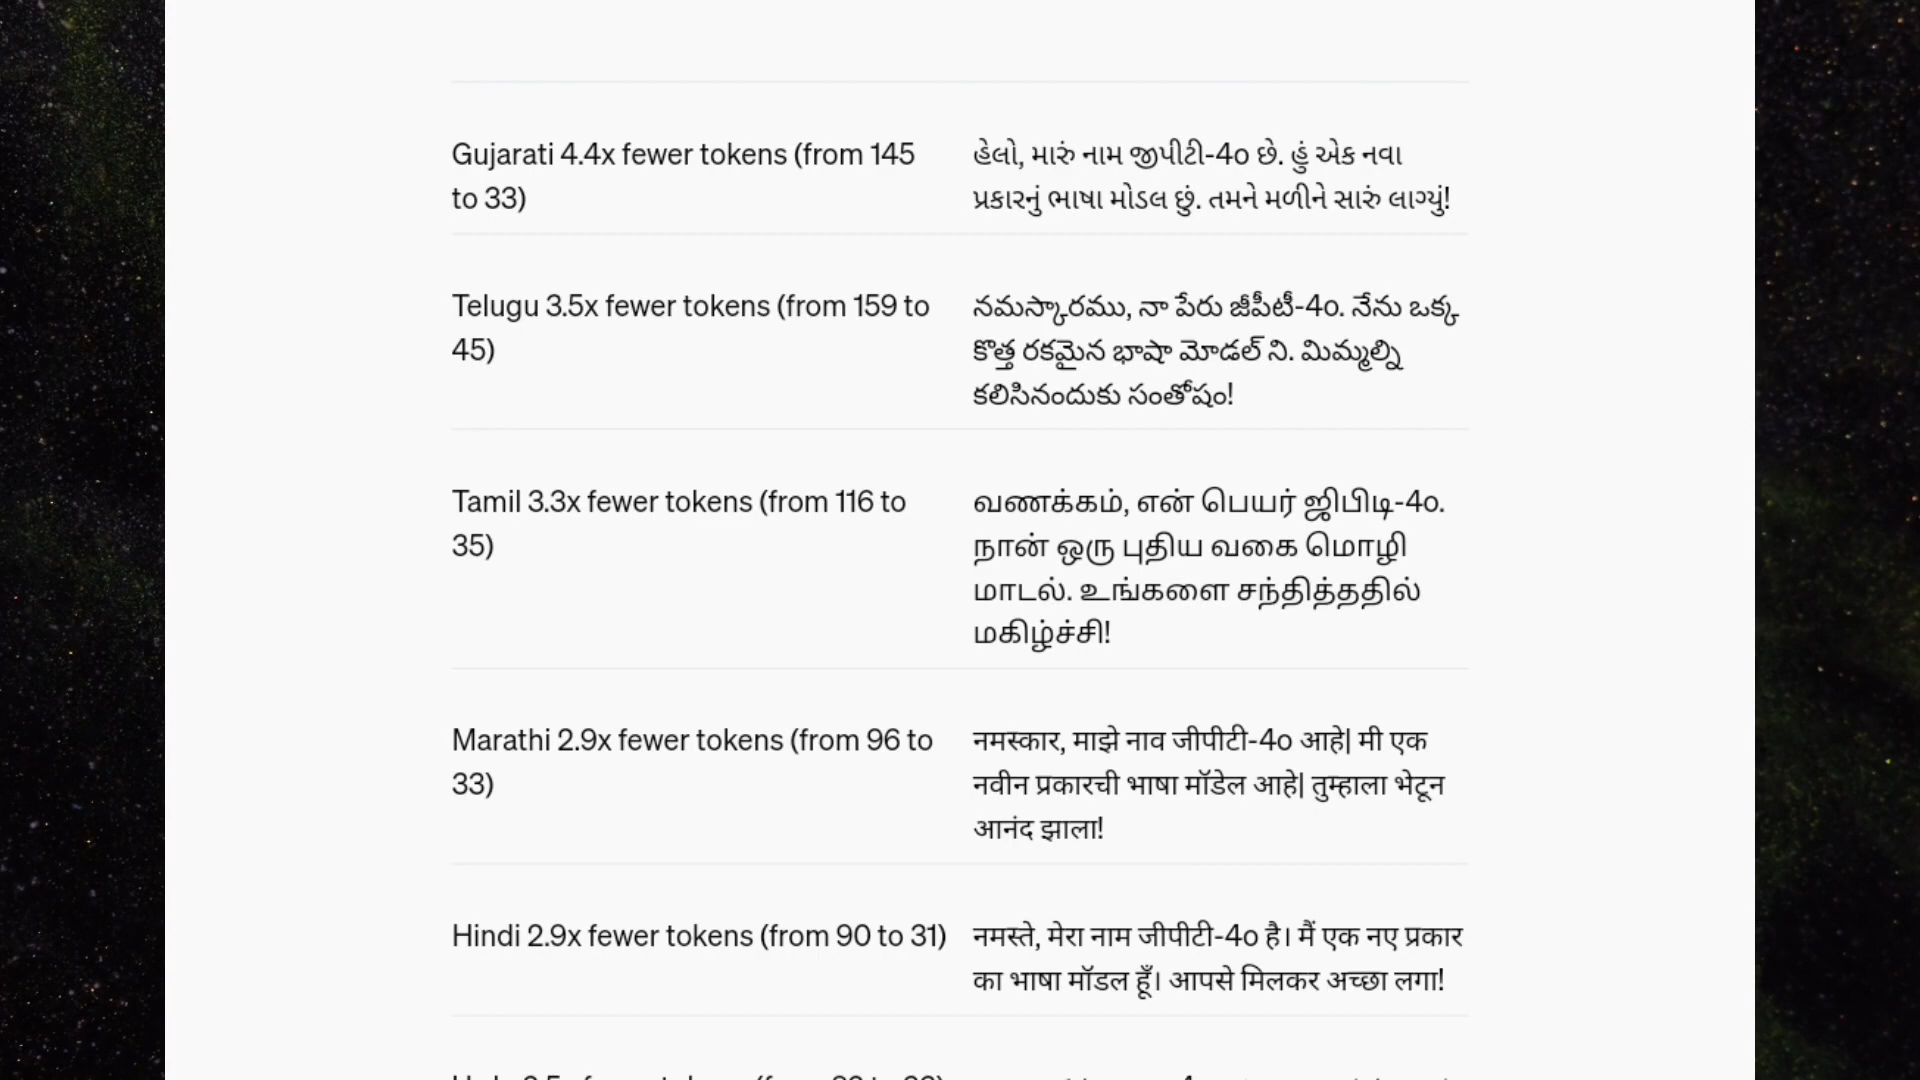 Gujarati 4.4x fewer tokens (from 145
to 33)
હેલો, મારું નામ જીપીટી-4o છે. હું એક નવા
પ્રકારનું ભાષા મોડલ છું. તમને મળીને સારું લાગ્યું!
Telugu 3.5x fewer tokens (from 159 to
45)
నమస్కారము, నా పేరు జీపీటీ-4o. నేను ఒక్క
కొత్త రకమైన భాషా మోడల్ ని. మిమ్మల్ని
కలిసినందుకు సంతోషం!
Tamil 3.3x fewer tokens (from 116 to
35)
வணக்கம், என் பெயர் ஜிபிடி-4o.
நான் ஒரு புதிய வகை மொழி
மாடல். உங்களை சந்தித்ததில்
மகிழ்ச்சி!
Marathi 2.9x fewer tokens (from 96 to
33)
नमस्कार, माझे नाव जीपीटी-4o आहे| मी एक
नवीन प्रकारची भाषा मॉडेल आहे| तुम्हाला भेटून
आनंद झाला!
Hindi 2.9x fewer tokens (from 90 to 31)
नमस्ते, मेरा नाम जीपीटी-4o है। मैं एक नए प्रकार
का भाषा मॉडल हूँ। आपसे मिलकर अच्छा लगा!